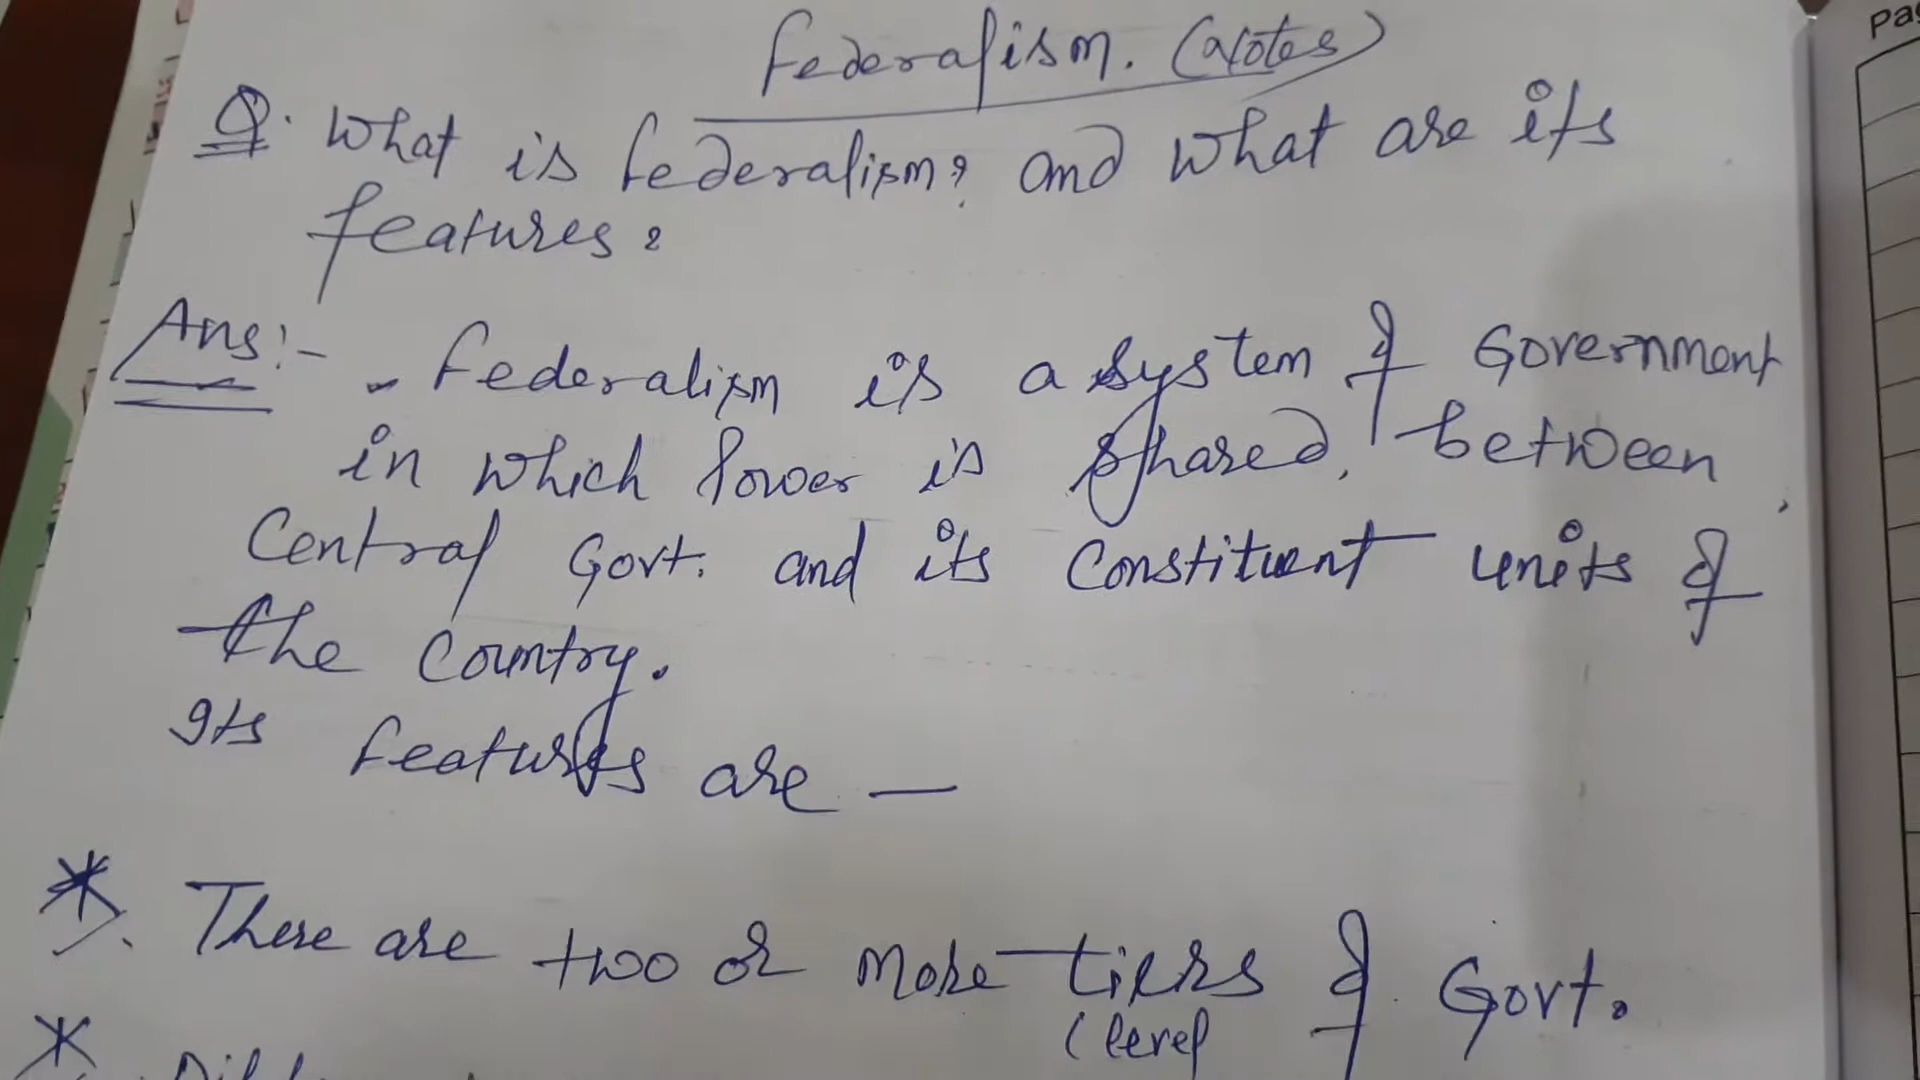 Federalism. (Notes)
Pag
Q. What is federalism? and what are its
features?
Ans:- - Federalism is a system of Government
in which Power is shared, between
Central Govt. and its Constituent units of
the Country.
Its features are —
* There are two or more tiers of Govt.
(level
*